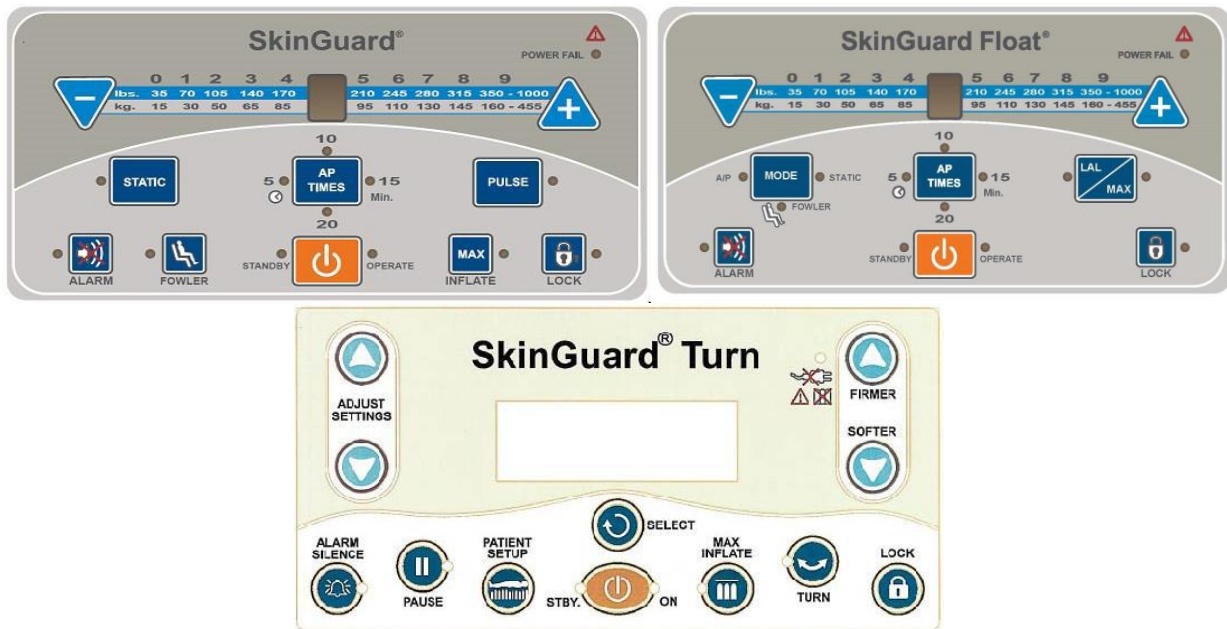 SkinGuard®
POWER FAIL
0 1 2 3 4 5 6 7 8 9
lbs. 35 70 105 140 170 210 245 280 315 350 - 1000
kg. 15 30 50 65 85 95 110 130 145 160 - 455
−
+
10
STATIC
5
AP
TIMES
15
Min.
PULSE
20
ALARM
FOWLER
STANDBY
OPERATE
MAX
INFLATE
LOCK
SkinGuard Float®
POWER FAIL
0 1 2 3 4 5 6 7 8 9
lbs. 35 70 105 140 170 210 245 280 315 350 - 1000
kg. 15 30 50 65 85 95 110 130 145 160 - 455
−
+
10
A/P
MODE
STATIC
FOWLER
5
AP
TIMES
15
Min.
LAL
MAX
20
ALARM
STANDBY
OPERATE
LOCK
SkinGuard® Turn
ADJUST
SETTINGS
FIRMER
SOFTER
SELECT
ALARM
SILENCE
PAUSE
PATIENT
SETUP
STBY.
ON
MAX
INFLATE
TURN
LOCK